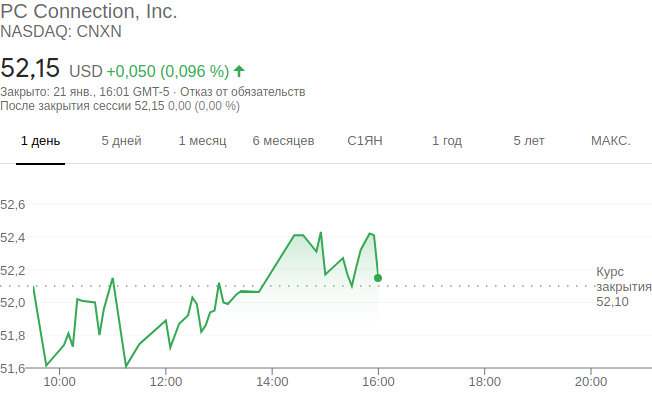 PC Connection, Inc.
NASDAQ: CNXN
52,15 USD +0,050 (0,096 %)
Закрыто: 21 янв., 16:01 GMT-5 · Отказ от обязательств
После закрытия сессии 52,15 0,00 (0,00 %)
1 день 5 дней 1 месяц 6 месяцев С1ЯН 1 год 5 лет МАКС.
52,6
52,4
52,2
Курс
закрытия
52,10
52,0
51,8
51,6
10:00 12:00 14:00 16:00 18:00 20:00